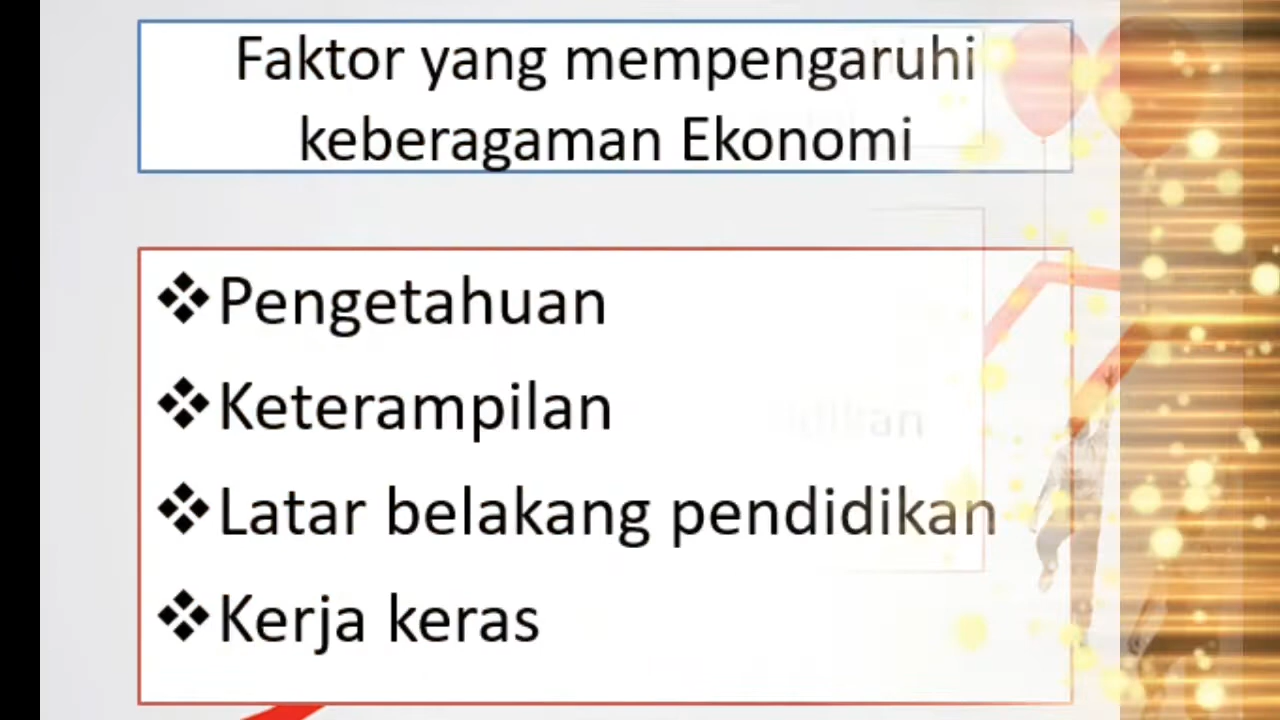 Faktor yang mempengaruhi
keberagaman Ekonomi
❖Pengetahuan
❖Keterampilan
❖Latar belakang pendidikan
❖Kerja keras